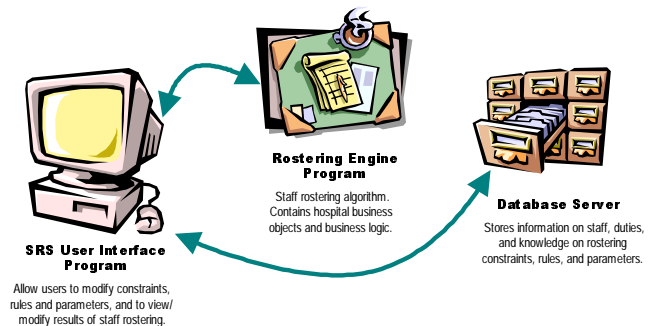 Rostering Engine
Program
Staff rostering algorithm.
Contains hospital business
objects and business logic.
Database Server
Stores information on staff, duties,
and knowledge on rostering
constraints, rules, and parameters.
SRS User Interface
Program
Allow users to modify constraints,
rules and parameters, and to view/
modify results of staff rostering.